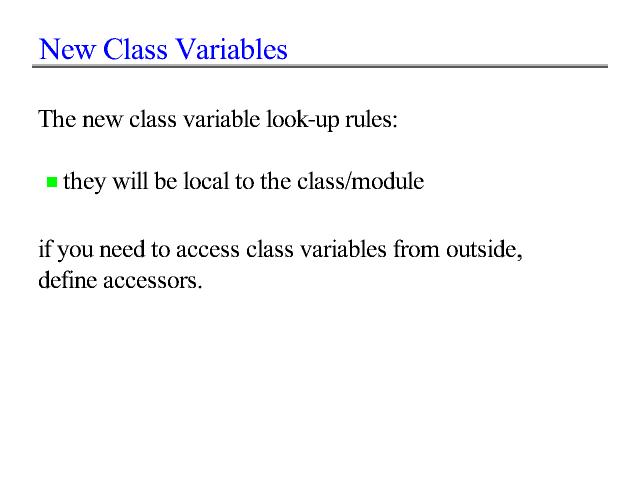 New Class Variables
The new class variable look-up rules:
they will be local to the class/module
if you need to access class variables from outside,
define accessors.